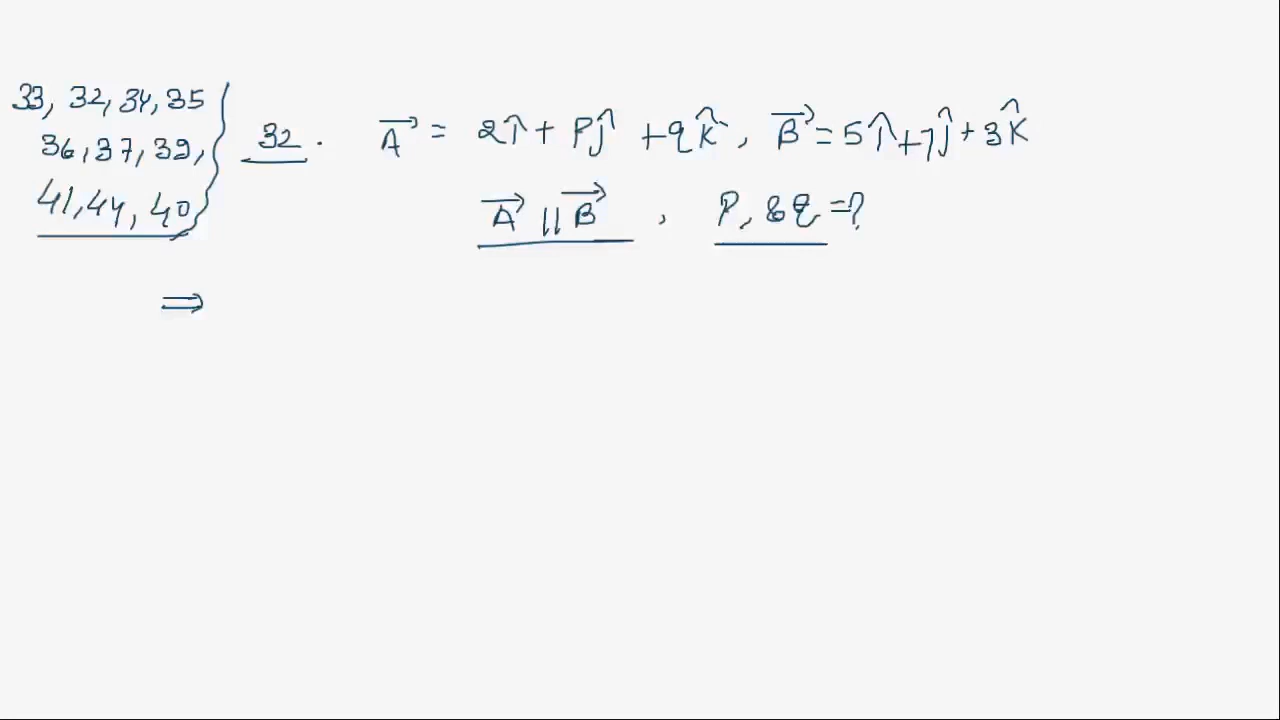 33, 32, 34, 35
36, 37, 39,
41, 44, 40
32. A⃗ = 2î + Pĵ + qk̂, B⃗ = 5î + 7ĵ + 3k̂
A⃗ || B⃗, P, & q = ?
⇒